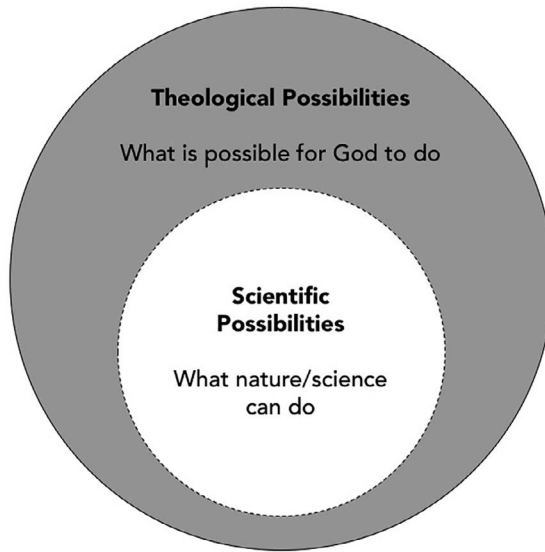 Theological Possibilities
What is possible for God to do
Scientific
Possibilities
What nature/science
can do